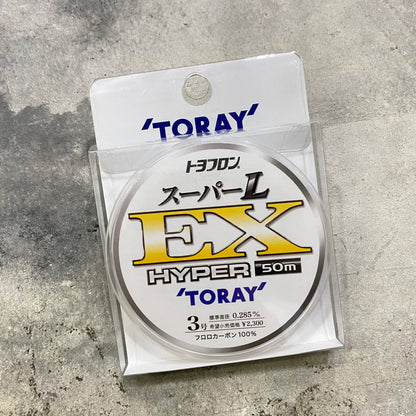 'TORAY'
トヨフロン
スーパーL
EX
HYPER 50m
'TORAY'
3号 標準直径 0.285%
希望小売価格 ¥2,300
フロロカーボン100%